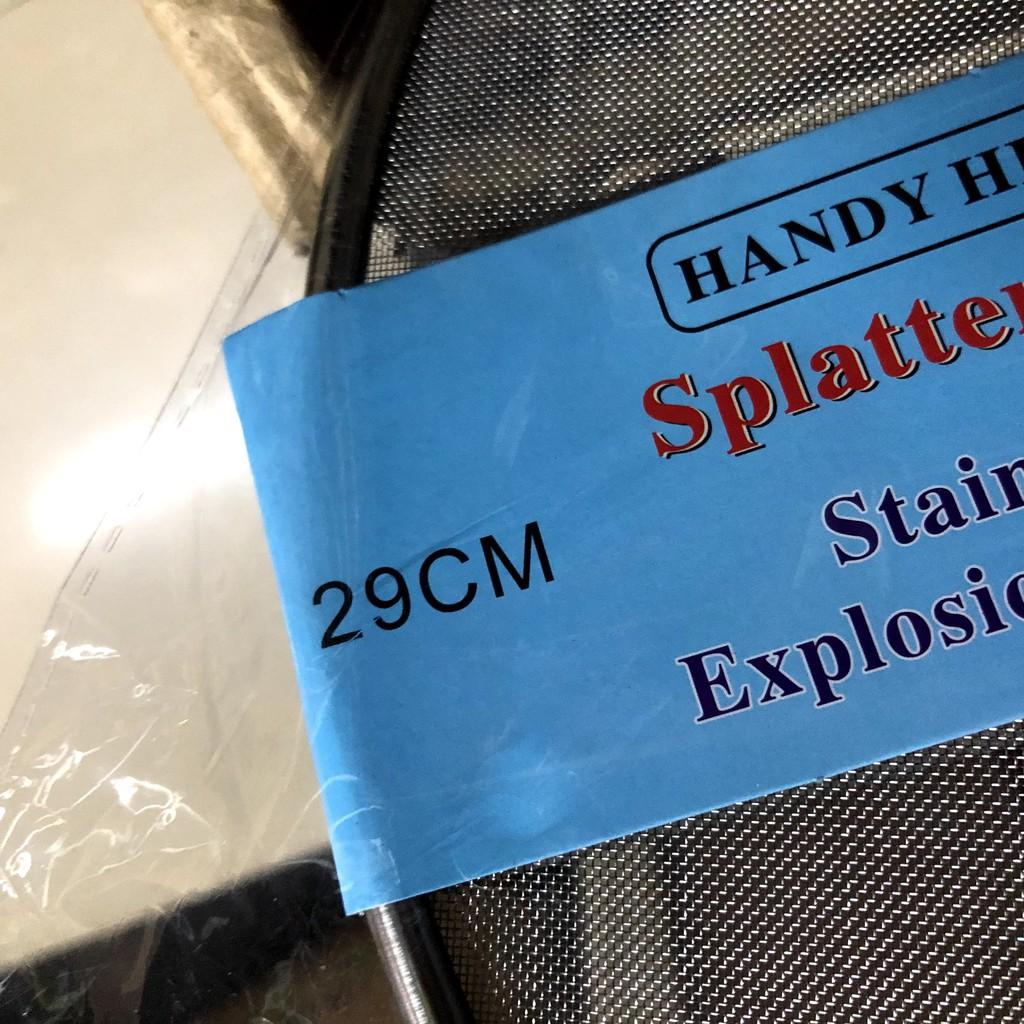 HANDY H
Splatte
Stain
29CM
Explosi